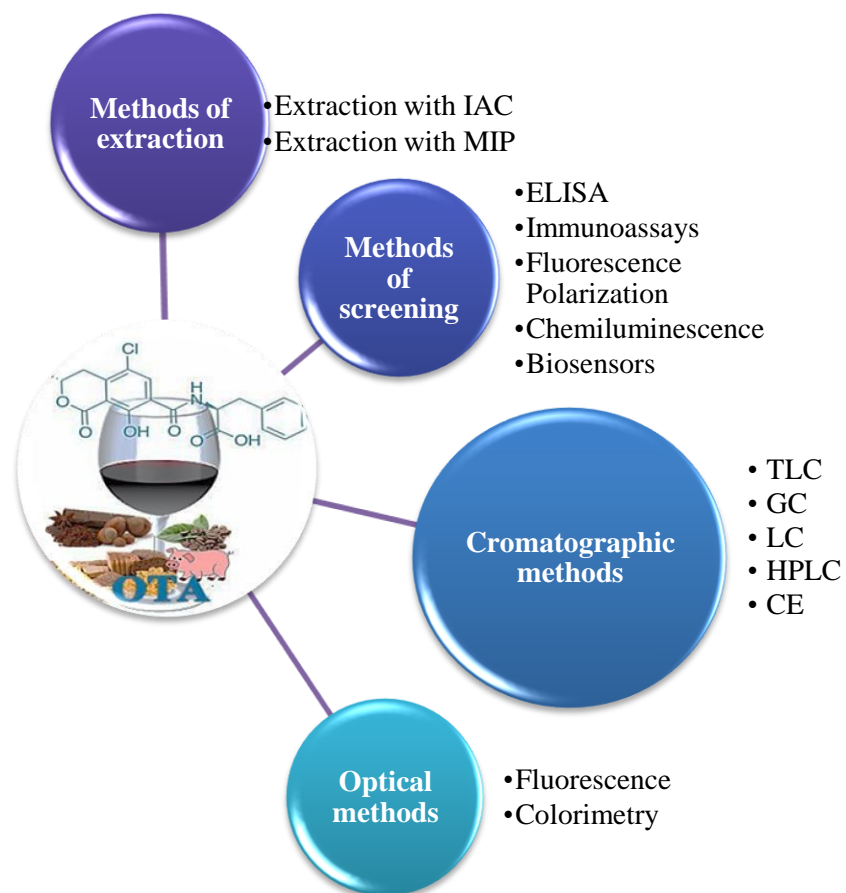 Methods of
extraction
•Extraction with IAC
•Extraction with MIP
Methods
of
screening
•ELISA
•Immunoassays
•Fluorescence
Polarization
•Chemiluminescence
•Biosensors
Cl
O
O
OH
O
N
H
O
OH
OTA
Cromatographic
methods
• TLC
• GC
• LC
• HPLC
• CE
Optical
methods
•Fluorescence
•Colorimetry